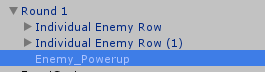 Round 1
Individual Enemy Row
Individual Enemy Row (1)
Enemy_Powerup